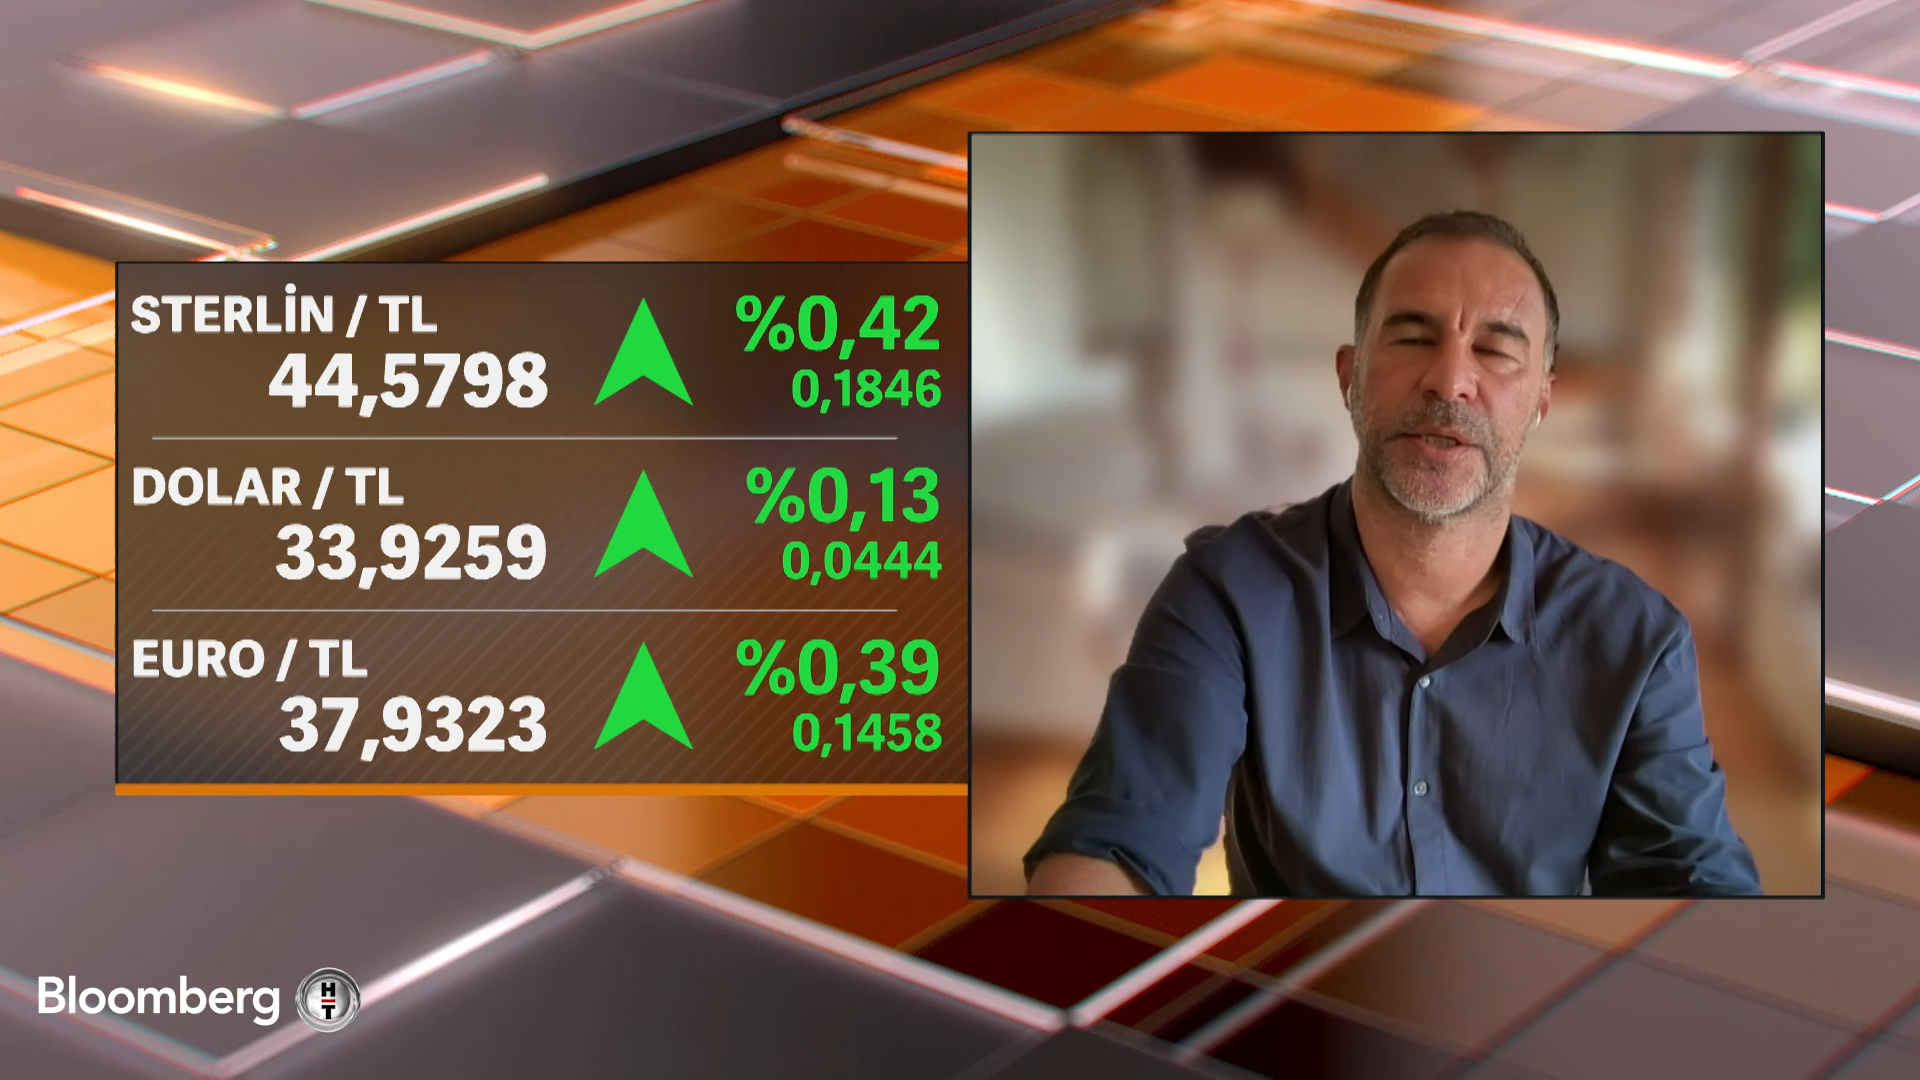 STERLİN / TL
44,5798
%0,42
0,1846
DOLAR / TL
33,9259
%0,13
0,0444
EURO / TL
37,9323
%0,39
0,1458
Bloomberg HT